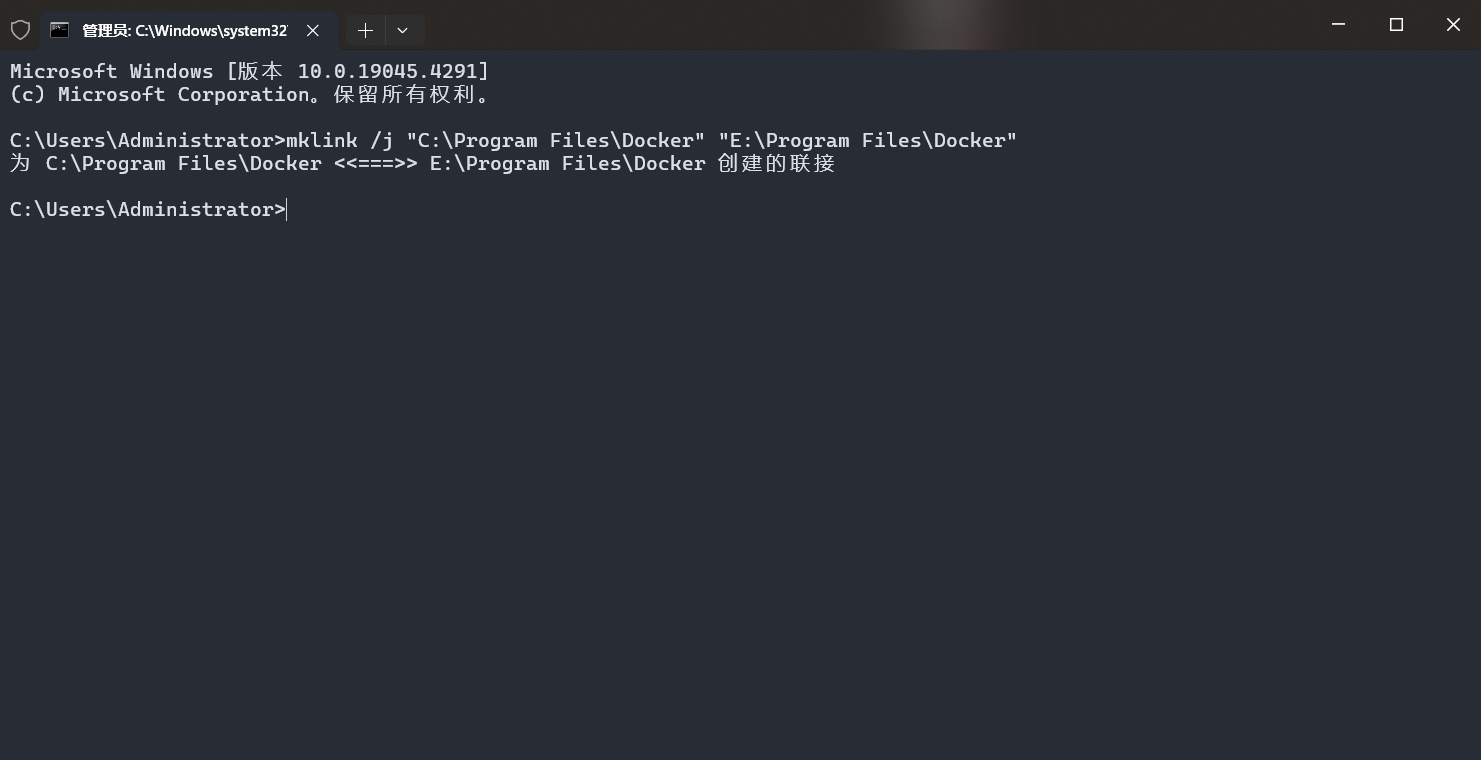 管理员: C:\Windows\system32
Microsoft Windows [版本 10.0.19045.4291]
(c) Microsoft Corporation。保留所有权利。
C:\Users\Administrator>mklink /j "C:\Program Files\Docker" "E:\Program Files\Docker"
为 C:\Program Files\Docker <<===>> E:\Program Files\Docker 创建的联接
C:\Users\Administrator>